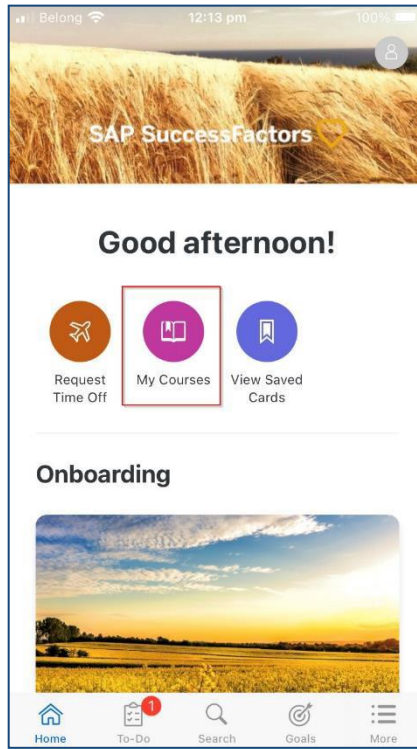 Belong 12:13 pm 100%
SAP SuccessFactors
Good afternoon!
Request
Time Off
My Courses
View Saved
Cards
Onboarding
1
Home To-Do Search Goals More